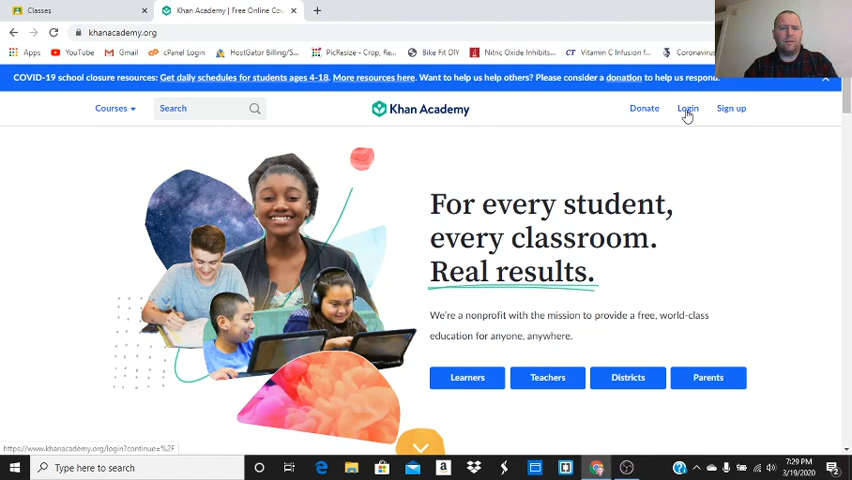 Classes
Khan Academy | Free Online Cou
khanacademy.org
Apps YouTube Gmail cPanel Login HostGator Billing/S... PicResize - Crop, Re... Bike Fit DIY Nitric Oxide Inhibits... CT Vitamin C Infusion f... Coronavirus
COVID-19 school closure resources: Get daily schedules for students ages 4-18. More resources here. Want to help us help others? Please consider a donation to help us respond.
Courses Search Khan Academy Donate Login Sign up
For every student,
every classroom.
Real results.
We're a nonprofit with the mission to provide a free, world-class
education for anyone, anywhere.
Learners Teachers Districts Parents
https://www.khanacademy.org/login?continue=%2F
Type here to search
7:29 PM
3/19/2020
2